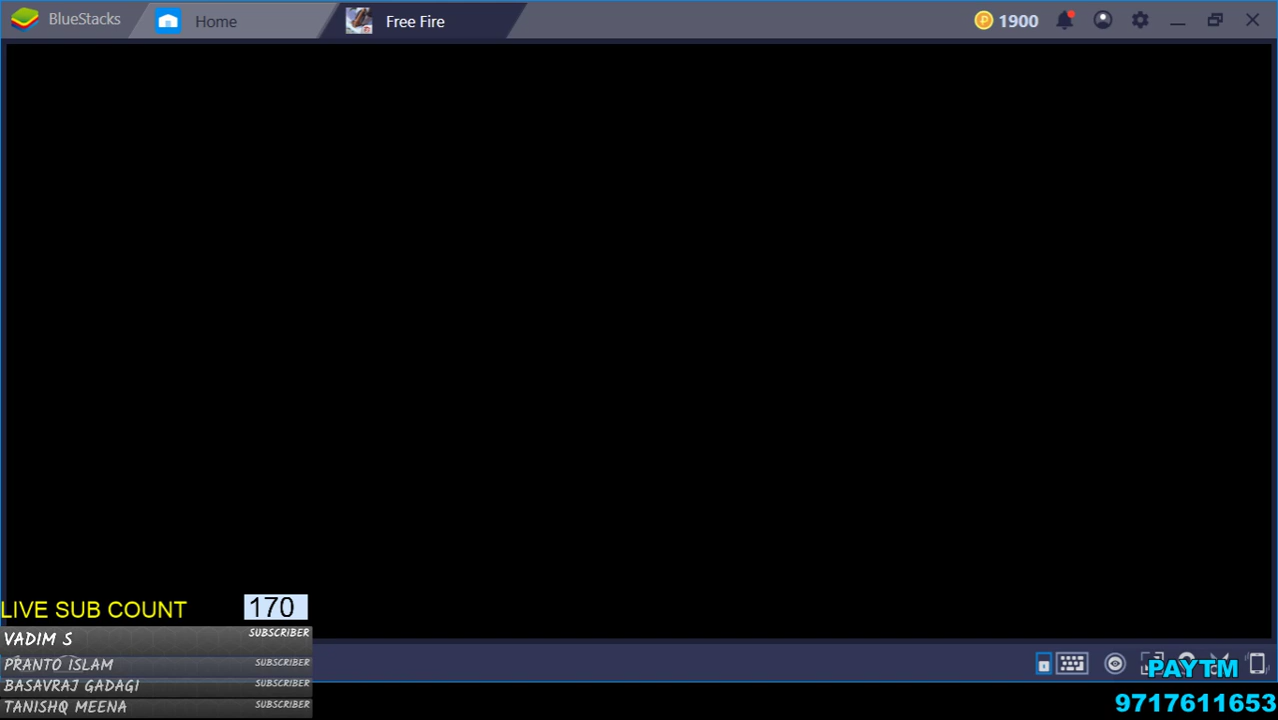 BlueStacks
Home
Free Fire
1900
LIVE SUB COUNT 170
VADIM S SUBSCRIBER
PRANTO ISLAM SUBSCRIBER
BASAVRAJ GADAGI SUBSCRIBER
TANISHQ MEENA SUBSCRIBER
PAYTM
9717611653